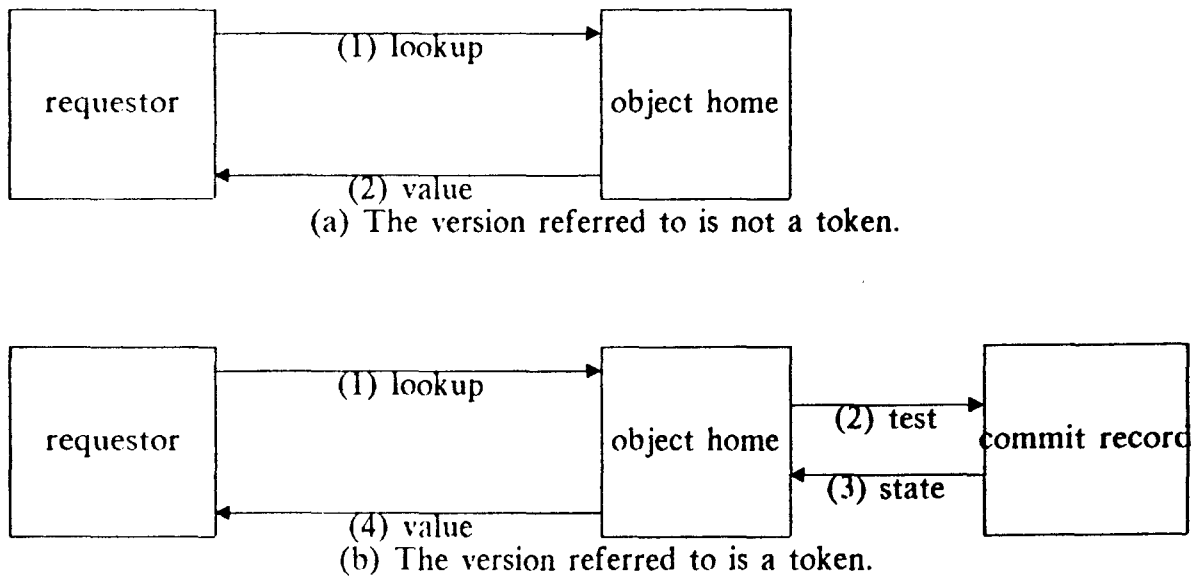 (1) lookup
requestor
object home
(2) value
(a) The version referred to is not a token.
(1) lookup
(2) test
requestor
object home
commit record
(3) state
(4) value
(b) The version referred to is a token.